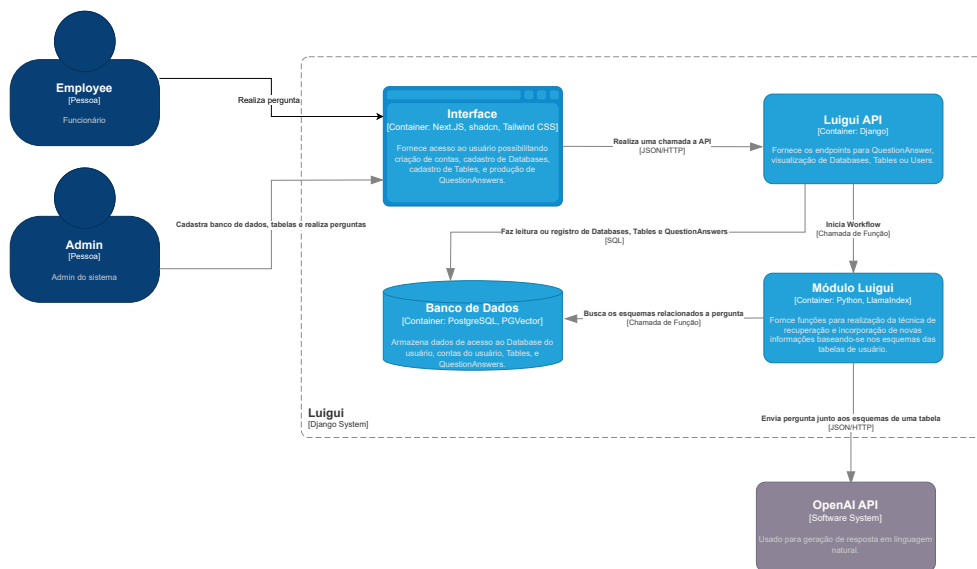 Employee
[Pessoa]
Funcionário
Realiza pergunta
Interface
[Container: Next.JS, shadcn, Tailwind CSS]
Fornece acesso ao usuário possibilitando
criação de contas, cadastro de Databases,
cadastro de Tables, e produção de
QuestionAnswers.
Realiza uma chamada a API
[JSON/HTTP]
Luigui API
[Container: Django]
Fornece os endpoints para QuestionAnswer,
visualização de Databases, Tables ou Users.
Admin
[Pessoa]
Admin do sistema
Cadastra banco de dados, tabelas e realiza perguntas
Faz leitura ou registro de Databases, Tables e QuestionAnswers
[SQL]
Inicia Workflow
[Chamada de Função]
Banco de Dados
[Container: PostgreSQL, PGVector]
Armazena dados de acesso ao Database do
usuário, contas do usuário, Tables, e
QuestionAnswers.
Busca os esquemas relacionados a pergunta
[Chamada de Função]
Módulo Luigui
[Container: Python, LlamaIndex]
Fornce funções para realização da técnica de
recuperação e incorporação de novas
informações baseando-se nos esquemas das
tabelas de usuário.
Luigui
[Django System]
Envia pergunta junto aos esquemas de uma tabela
[JSON/HTTP]
OpenAI API
[Software System]
Usado para geração de resposta em linguagem
natural.